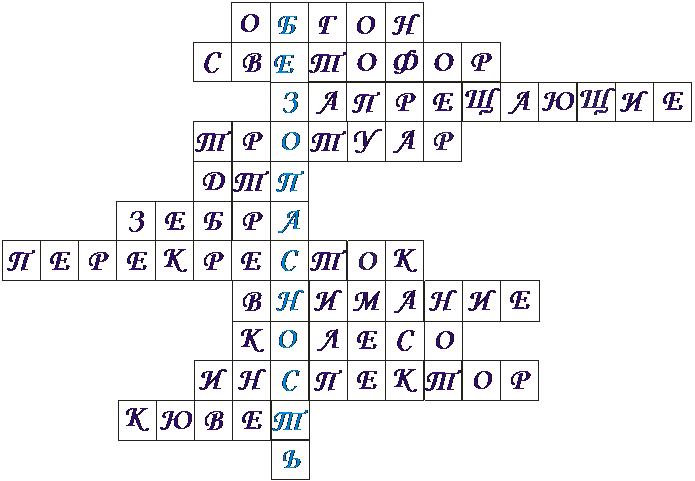 ОБГОН
СВЕТОФОР
ЗАПРЕЩАЮЩИЕ
ТРОТУАР
ДТП
ЗЕБРА
ПЕРЕКРЕСТОК
ВНИМАНИЕ
КОЛЕСО
ИНСПЕКТОР
КЮВЕТ
Ь